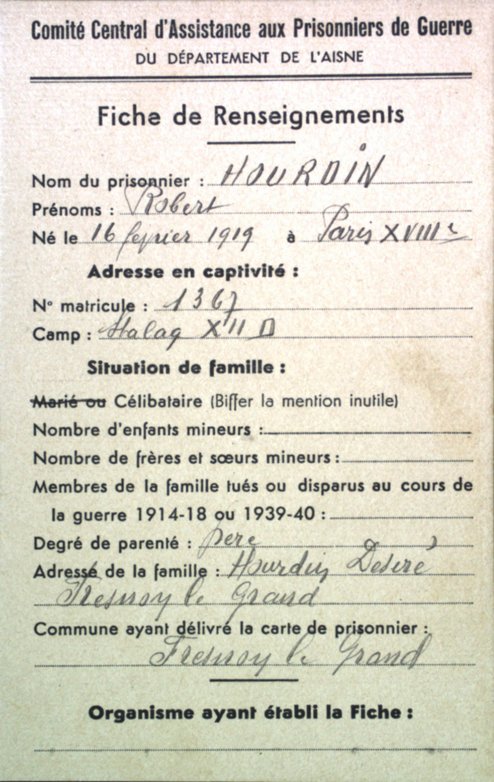 Comité Central d'Assistance aux Prisonniers de Guerre
DU DÉPARTEMENT DE L'AISNE
Fiche de Renseignements
Nom du prisonnier : HOURDIN
Prénoms : Robert
Né le 16 fevrier 1919 à Paris XVIIIe
Adresse en captivité :
N° matricule : 1367
Camp : Stalag XII D
Situation de famille :
Marié ou Célibataire (Biffer la mention inutile)
Nombre d'enfants mineurs :
Nombre de frères et sœurs mineurs :
Membres de la famille tués ou disparus au cours de
la guerre 1914-18 ou 1939-40 :
Degré de parenté : pere
Adressé de la famille : Hourdin Désiré
Fresnoy le Grand
Commune ayant délivré la carte de prisonnier :
Fresnoy le Grand
Organisme ayant établi la Fiche :